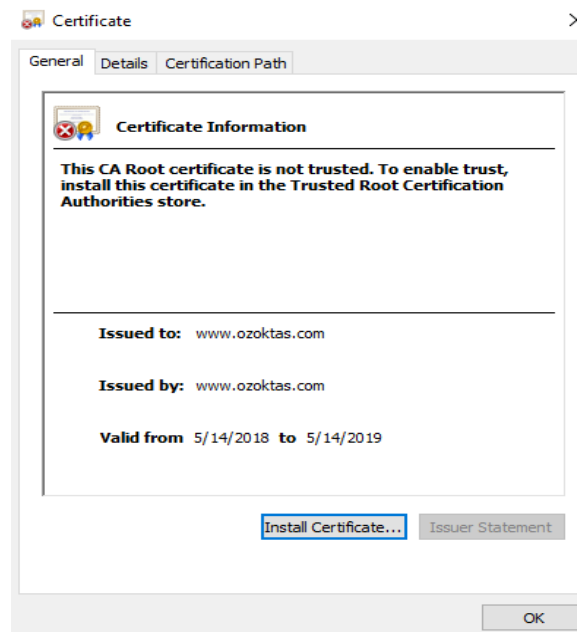 Certificate
General Details Certification Path
Certificate Information
This CA Root certificate is not trusted. To enable trust,
install this certificate in the Trusted Root Certification
Authorities store.
Issued to: www.ozoktas.com
Issued by: www.ozoktas.com
Valid from 5/14/2018 to 5/14/2019
Install Certificate... Issuer Statement
OK